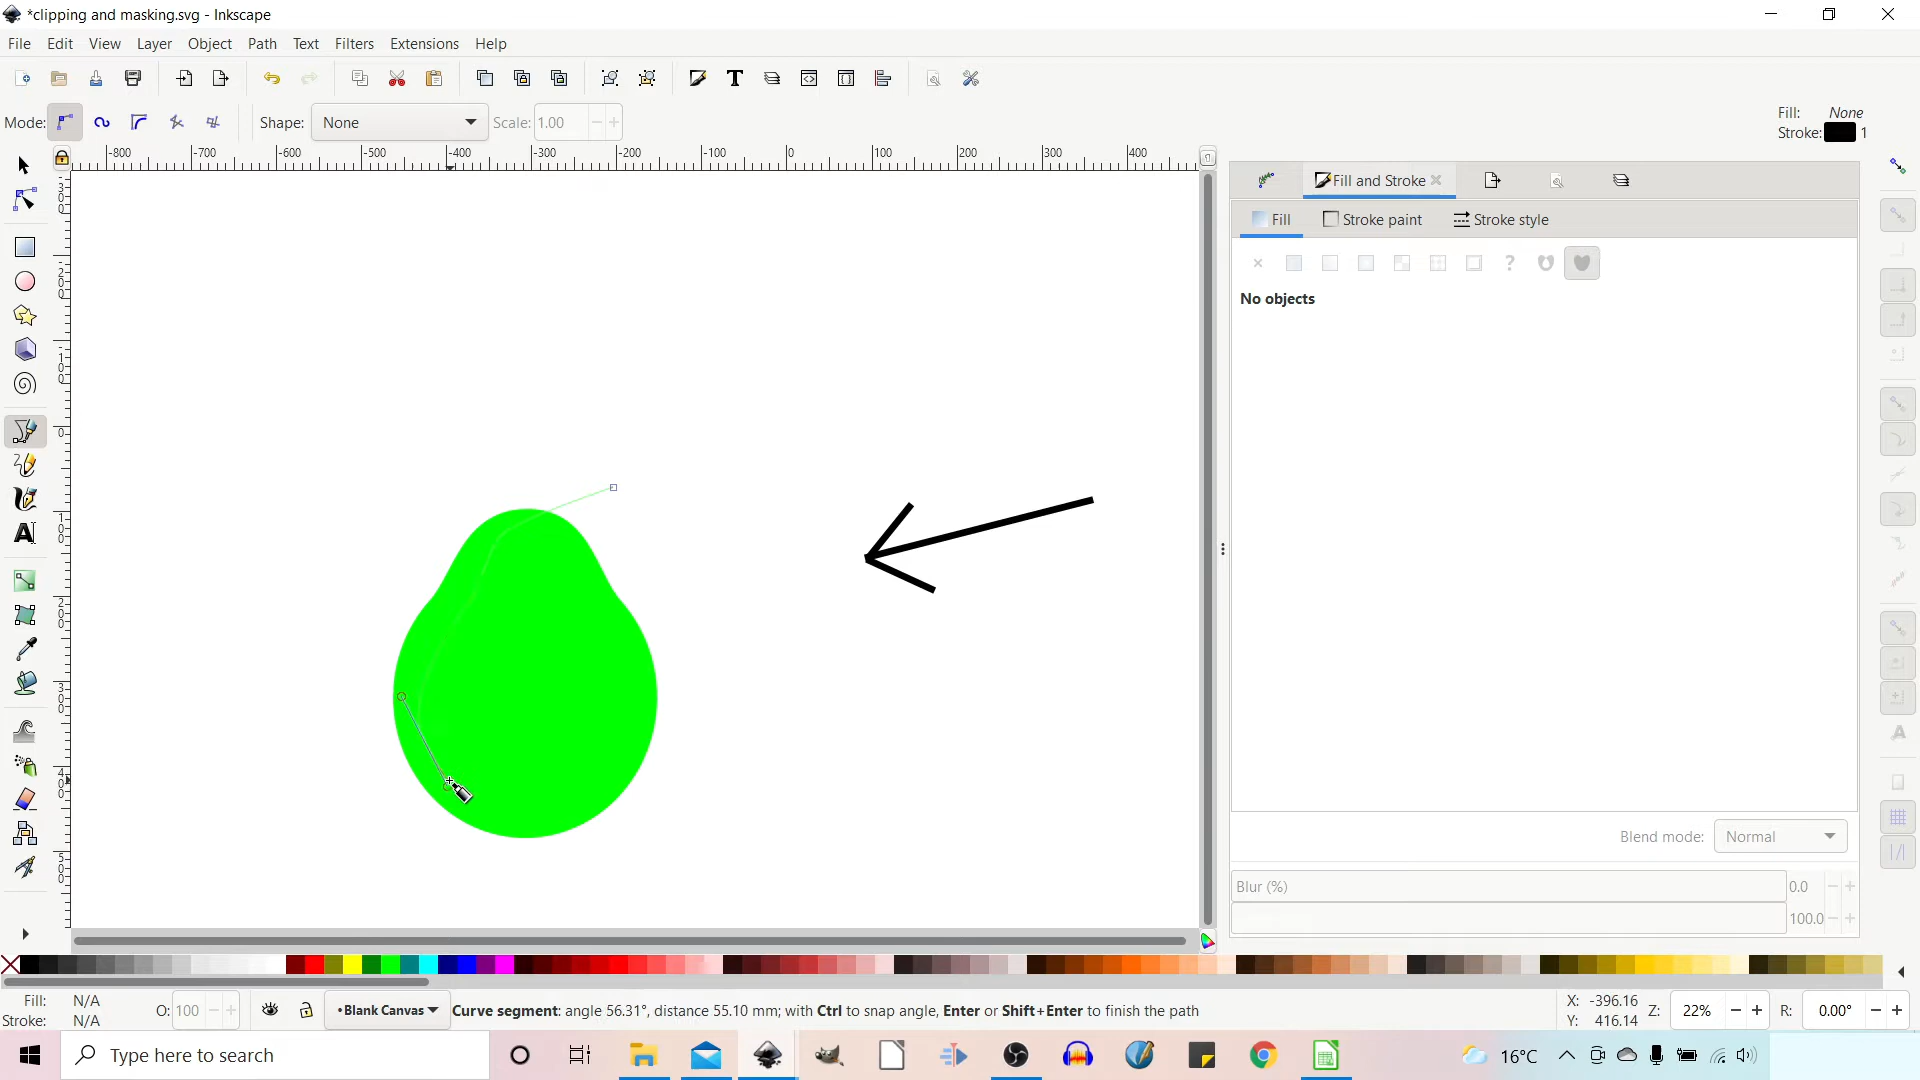 *clipping and masking.svg - Inkscape
File Edit View Layer Object Path Text Filters Extensions Help
Mode: Shape: None Scale: 1.00
Fill: None
Stroke: 1
-800 -700 -600 -500 -400 -300 -200 -100 0 100 200 300 400
Fill and Stroke
Fill Stroke paint Stroke style
?
No objects
Blend mode: Normal
Blur (%) 0.0
100.0
Fill: N/A
Stroke: N/A
O: 100
•Blank Canvas
Curve segment: angle 56.31°, distance 55.10 mm; with Ctrl to snap angle, Enter or Shift+Enter to finish the path
X: -396.16
Y: 416.14
Z: 22%
R: 0.00°
Type here to search
16°C